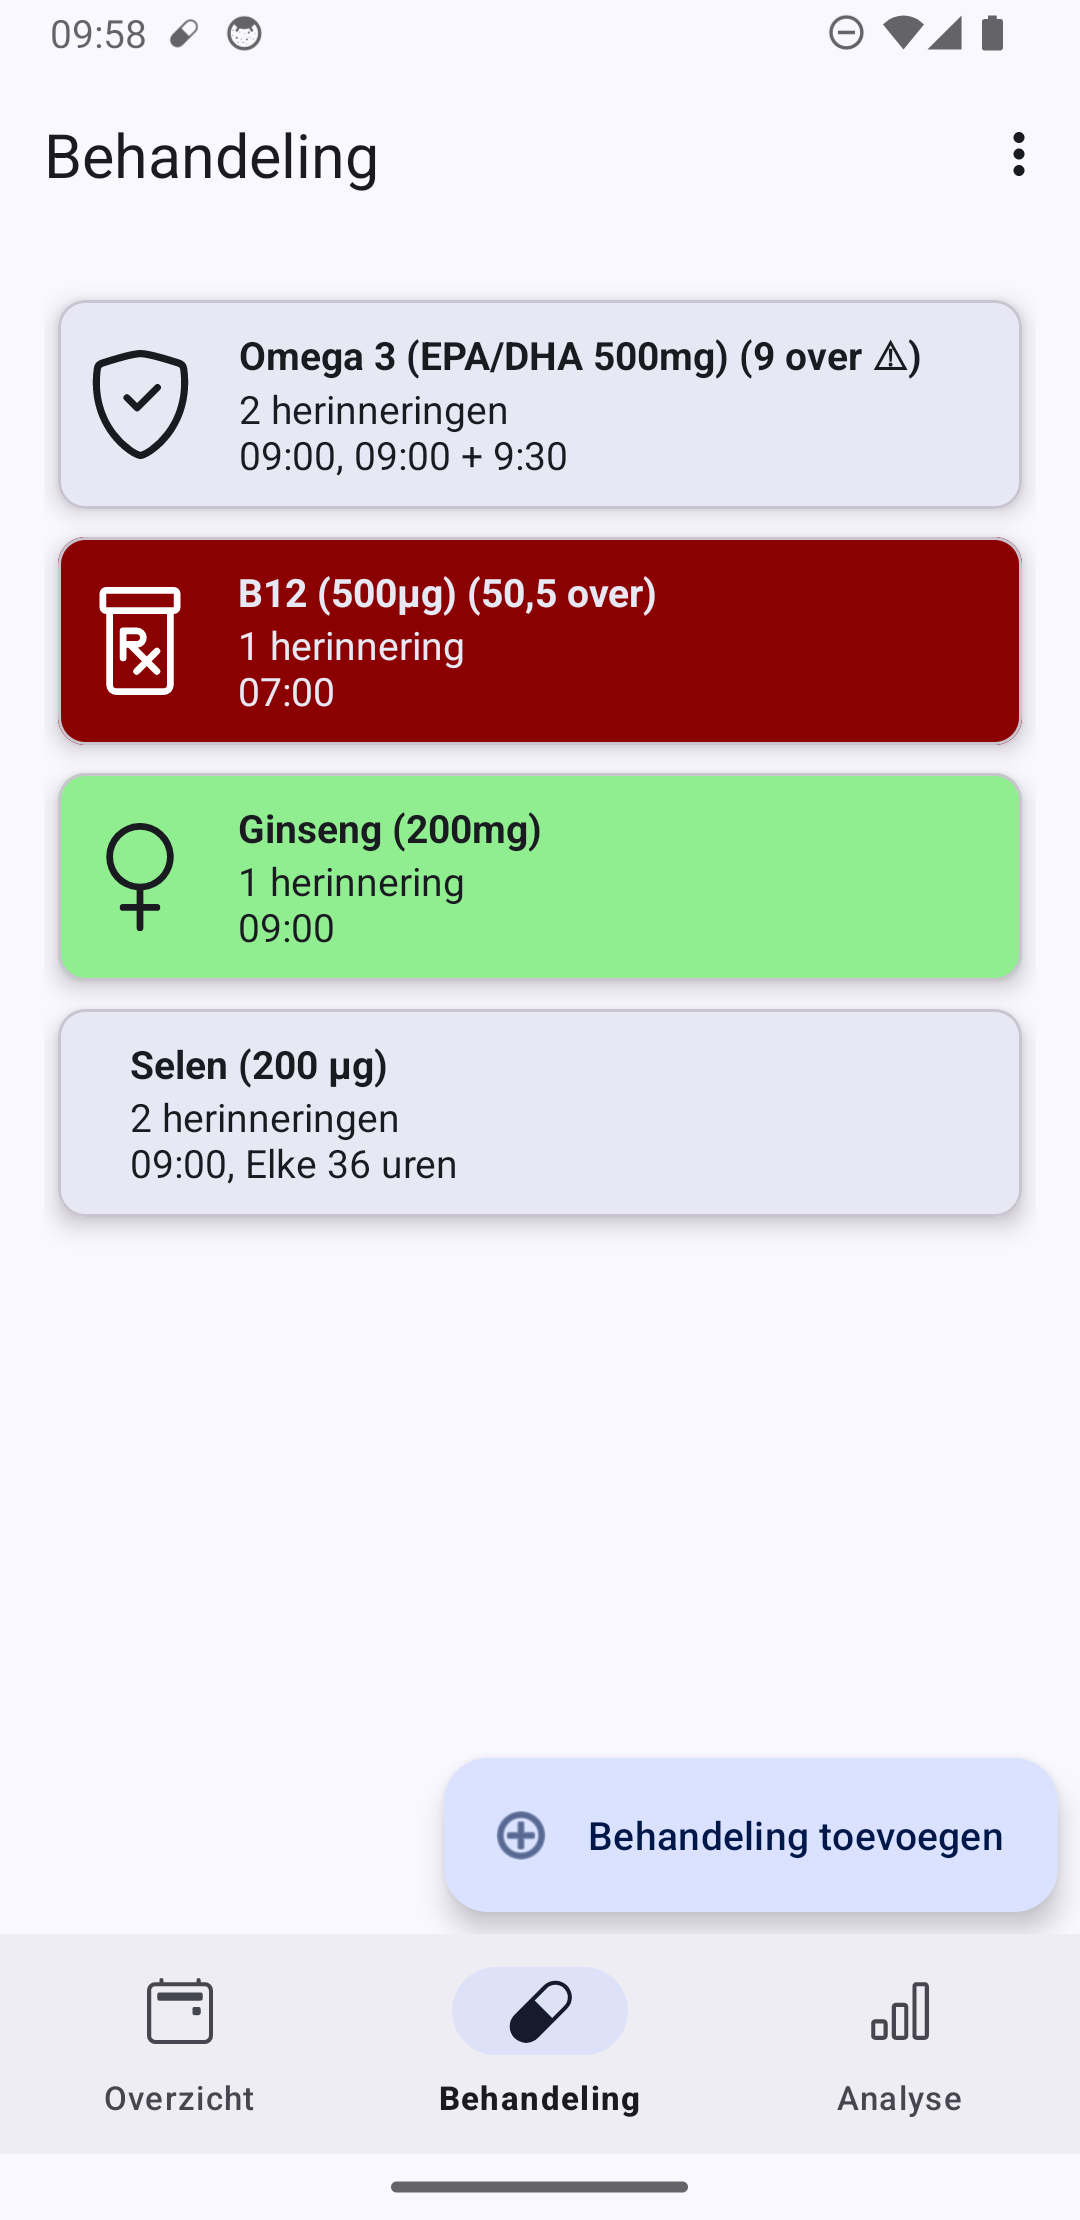 09:58
Behandeling
Omega 3 (EPA/DHA 500mg) (9 over ⚠)
2 herinneringen
09:00, 09:00 + 9:30
B12 (500µg) (50,5 over)
1 herinnering
07:00
Ginseng (200mg)
1 herinnering
09:00
Selen (200 µg)
2 herinneringen
09:00, Elke 36 uren
Behandeling toevoegen
Overzicht
Behandeling
Analyse